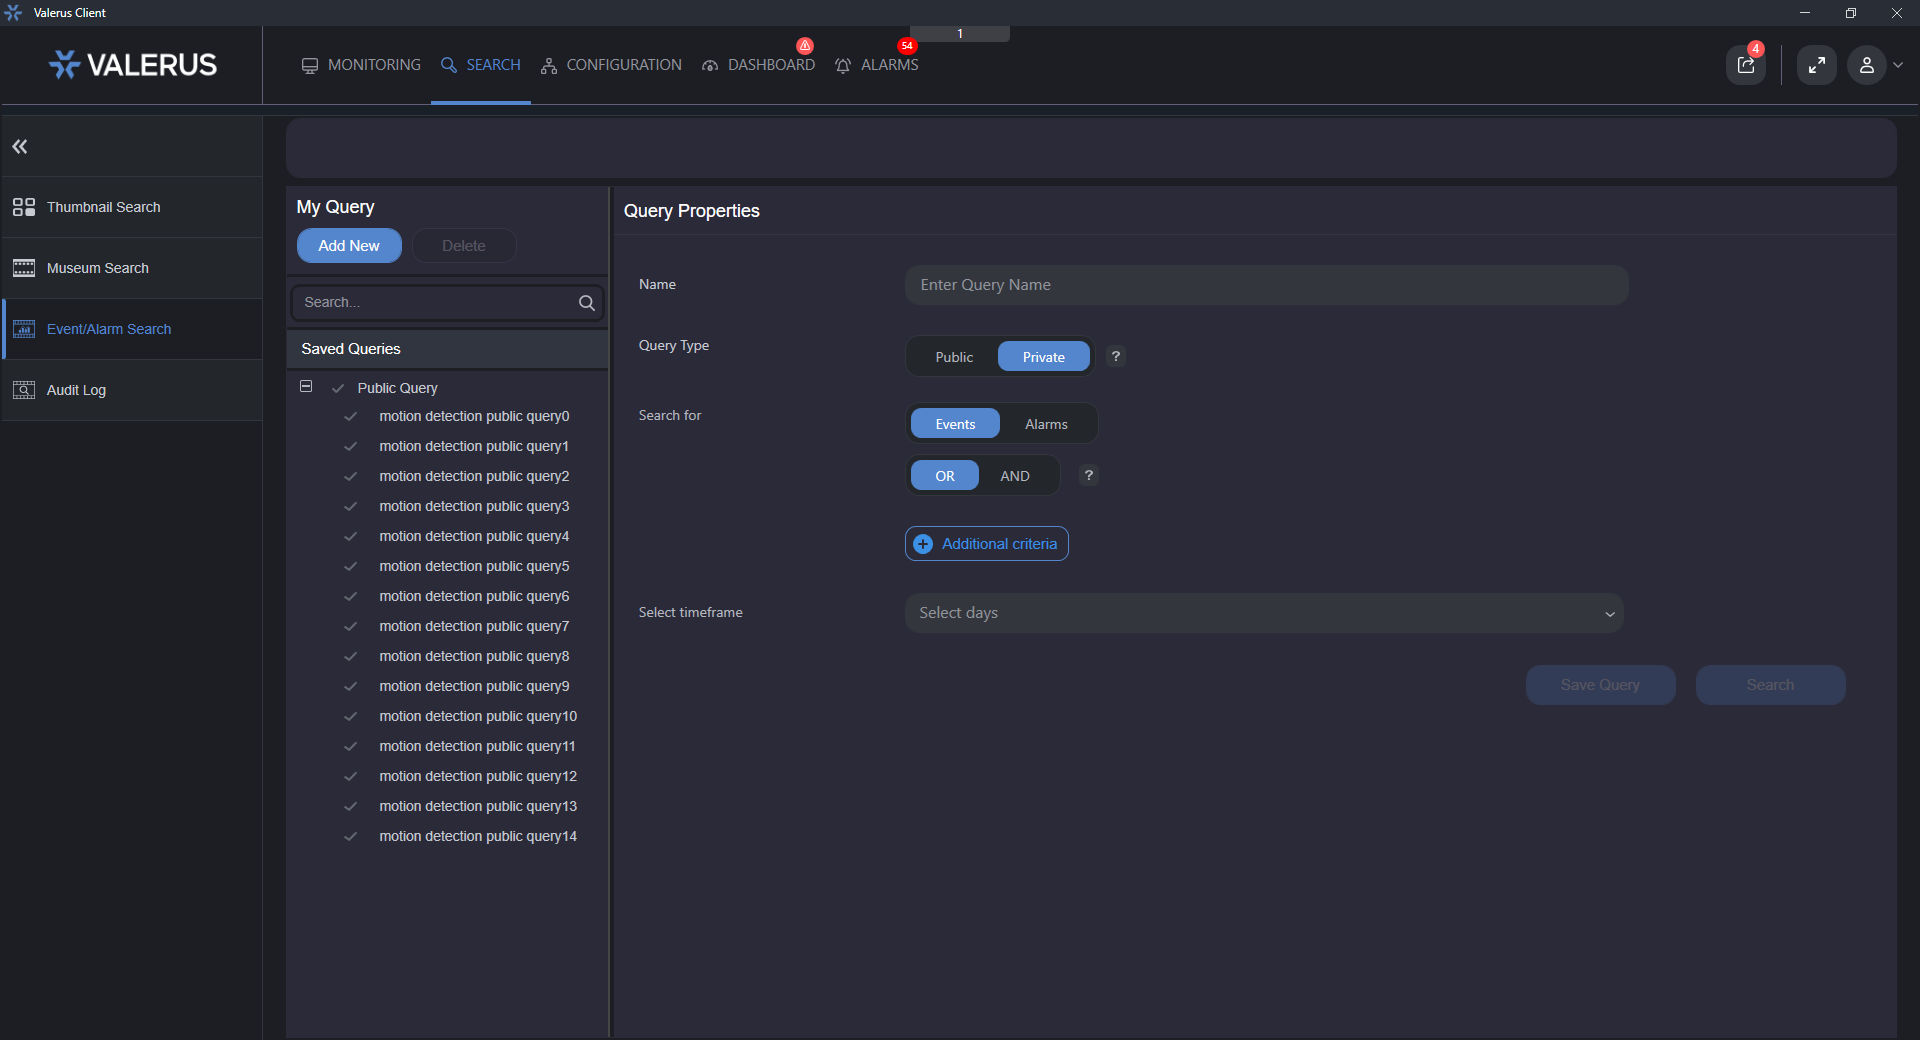 Valerus Client
1
VALERUS
MONITORING
SEARCH
CONFIGURATION
DASHBOARD
54
ALARMS
4
Thumbnail Search
Museum Search
Event/Alarm Search
Audit Log
My Query
Add New
Delete
Search...
Saved Queries
Public Query
motion detection public query0
motion detection public query1
motion detection public query2
motion detection public query3
motion detection public query4
motion detection public query5
motion detection public query6
motion detection public query7
motion detection public query8
motion detection public query9
motion detection public query10
motion detection public query11
motion detection public query12
motion detection public query13
motion detection public query14
Query Properties
Name
Enter Query Name
Query Type
Public
Private
?
Search for
Events
Alarms
OR
AND
?
Additional criteria
Select timeframe
Select days
Save Query
Search